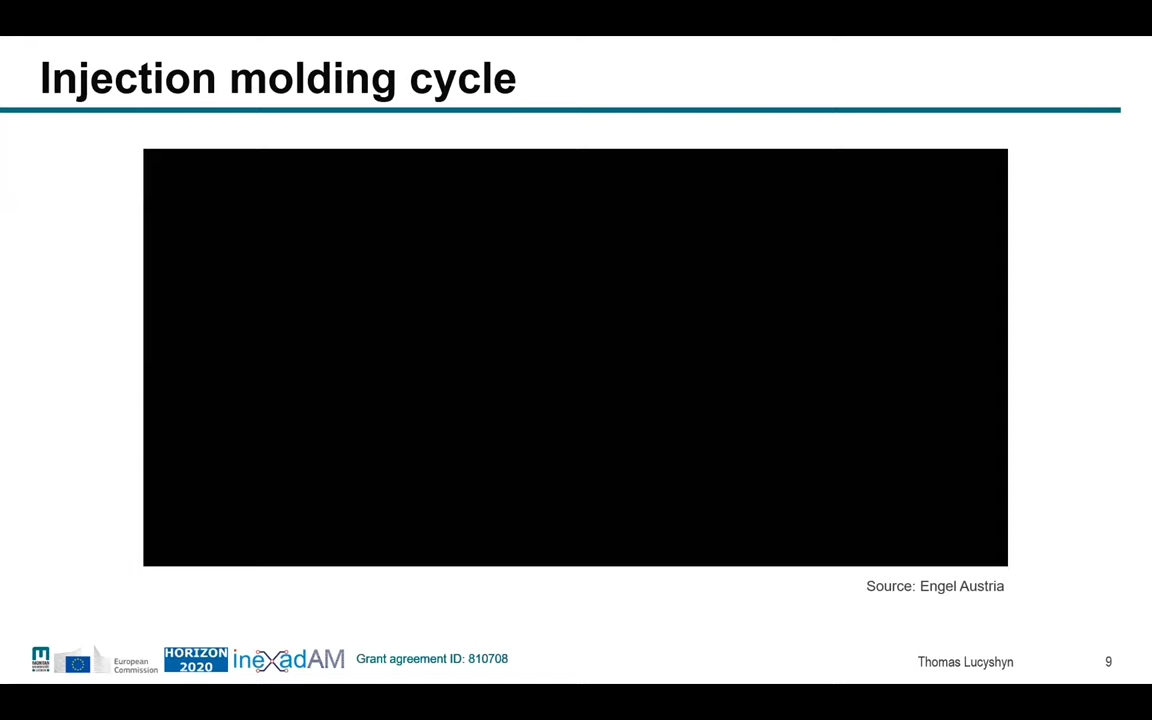 Injection molding cycle
Source: Engel Austria
European
Commission
HORIZON
2020
inexadAM
Grant agreement ID: 810708
Thomas Lucyshyn
9